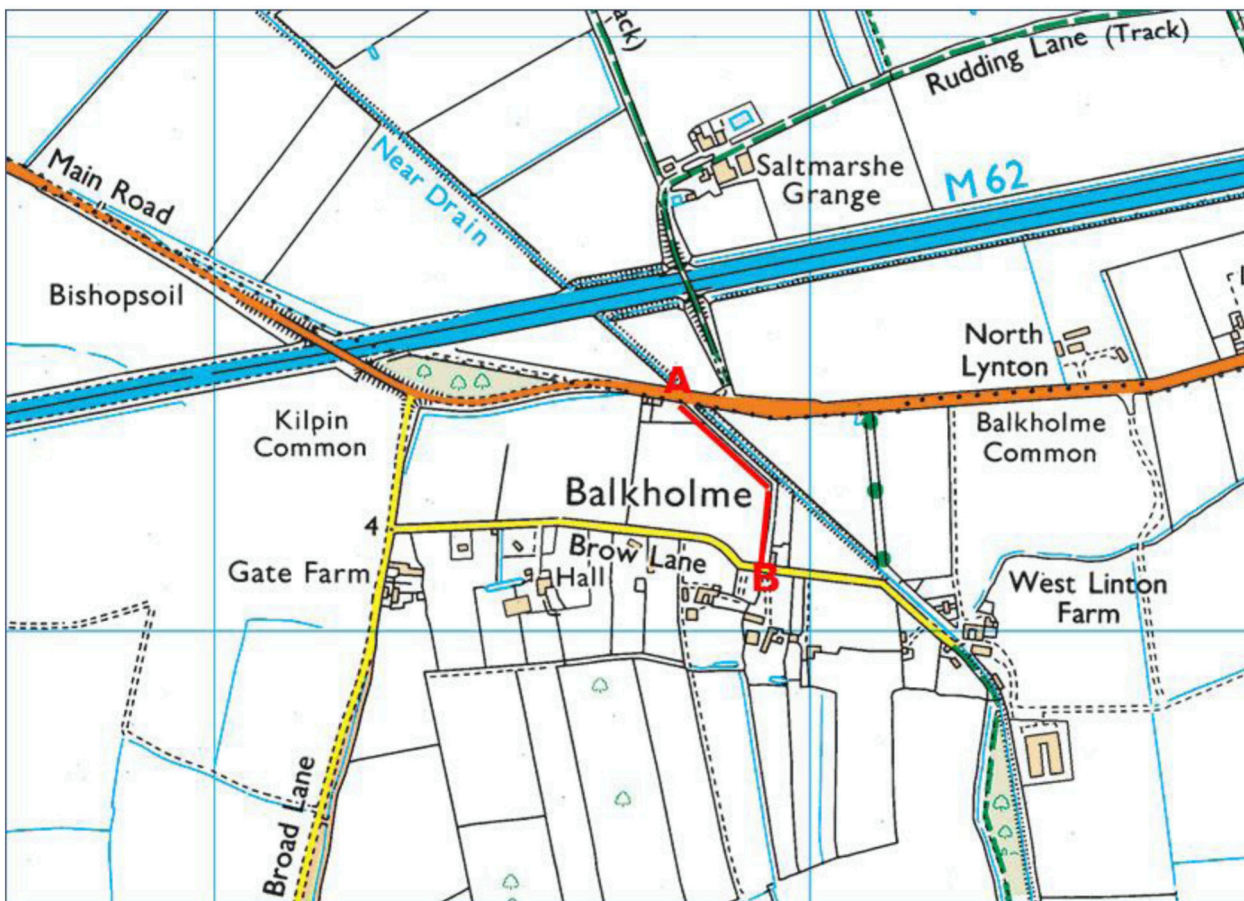 ack)
Rudding Lane (Track)
Main Road
Near Drain
Saltmarshe
Grange
M 62
Bishopsoil
North
Lynton
A
Kilpin
Common
Balkholme
Common
Balkholme
4
Brow Lane
Gate Farm
Hall
B
West Linton
Farm
Broad Lane